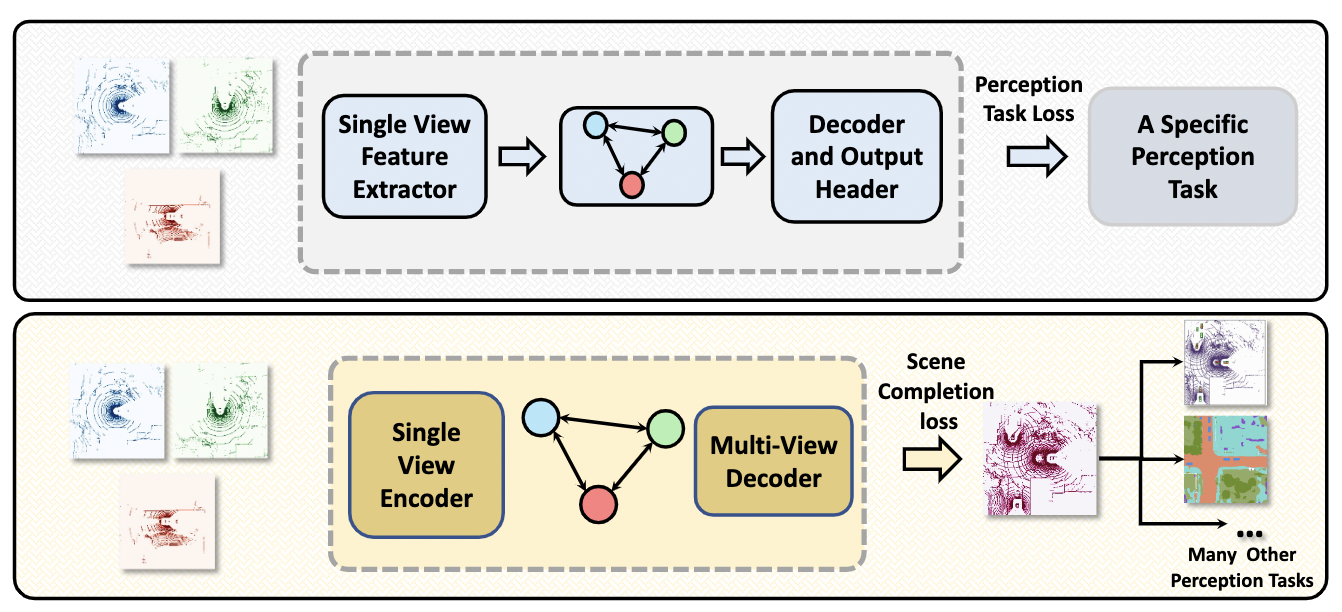 Single View
Feature
Extractor
Decoder
and Output
Header
Perception
Task Loss
A Specific
Perception
Task
Single
View
Encoder
Multi-View
Decoder
Scene
Completion
loss
...
Many Other
Perception Tasks